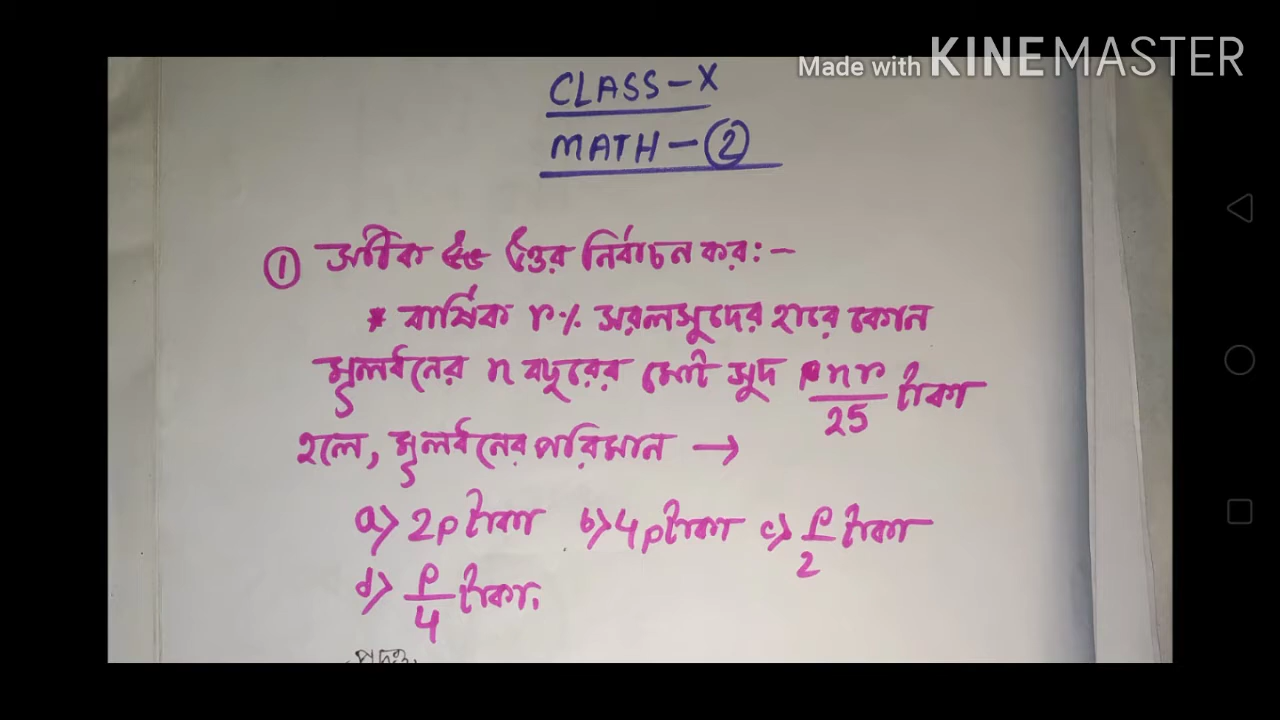 Made with KINEMASTER
CLASS-X
MATH-②
① সঠিক উত্তর নির্বাচন কর:-
* বার্ষিক r% সরলসুদের হারে কোন
মূলধনের n বছরের মোট সুদ pnr/25 টাকা
হলে, মূলধনের পরিমান →
a> 2p টাকা b> 4p টাকা c> p/2 টাকা
d> p/4 টাকা.